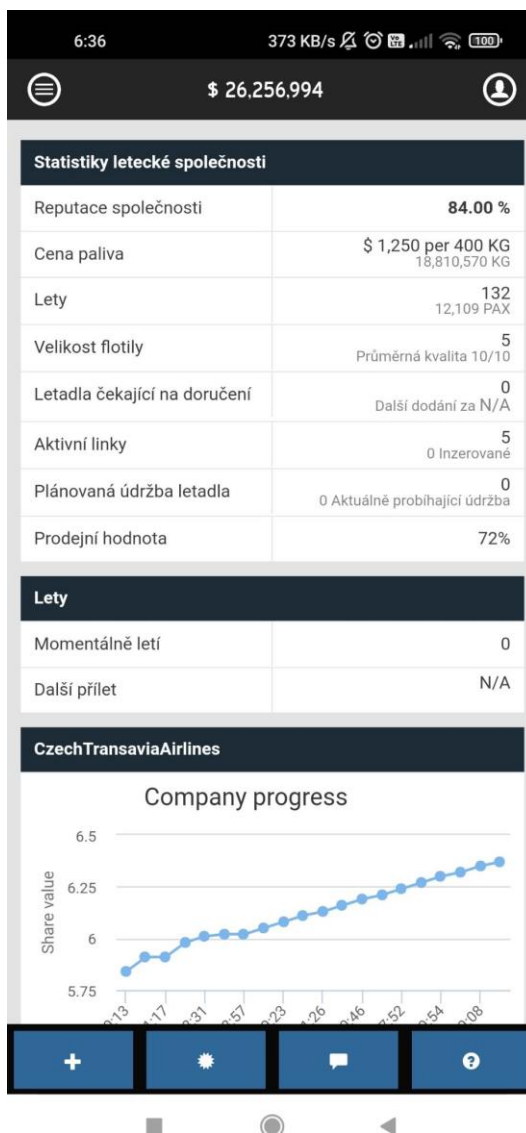 6:36
373 KB/s Vo LTE 100
$ 26,256,994
Statistiky letecké společnosti
Reputace společnosti 84.00 %
Cena paliva $ 1,250 per 400 KG
18,810,570 KG
Lety 132
12,109 PAX
Velikost flotily 5
Průměrná kvalita 10/10
Letadla čekající na doručení 0
Další dodání za N/A
Aktivní linky 5
0 Inzerované
Plánovaná údržba letadla 0
0 Aktuálně probíhající údržba
Prodejní hodnota 72%
Lety
Momentálně letí 0
Další přílet N/A
CzechTransaviaAirlines
Company progress
Share value
6.5
6.25
6
5.75